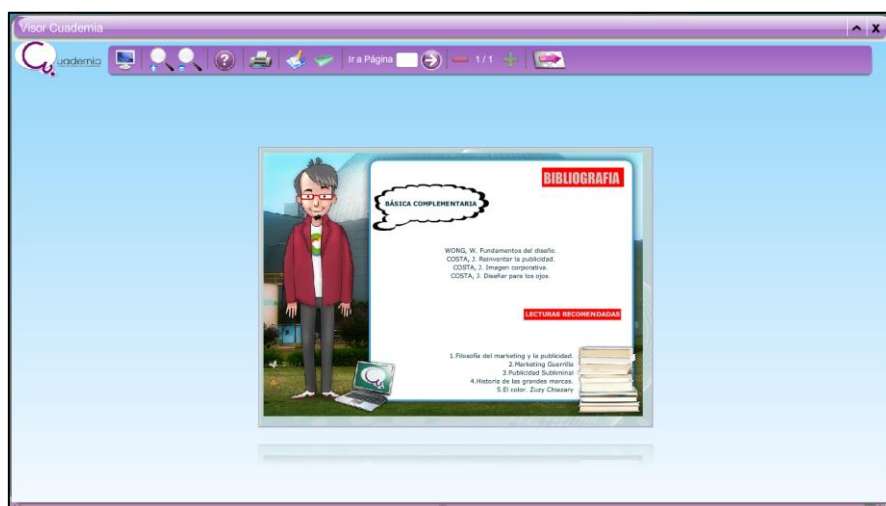 Visor Cuadernia
X
Cuadernia
Ir a Página
1/1
BIBLIOGRAFIA
BÁSICA COMPLEMENTARIA
WONG, W. Fundamentos del diseño.
COSTA, J. Reinventar la publicidad.
COSTA, J. Imagen corporativa.
COSTA, J. Diseñar para los ojos.
LECTURAS RECOMENDADAS
1.Filosofía del marketing y la publicidad.
2.Marketing Guerrilla
3.Publicidad Subliminal
4.Historia de las grandes marcas.
5.El color. Zuzy Chiazary